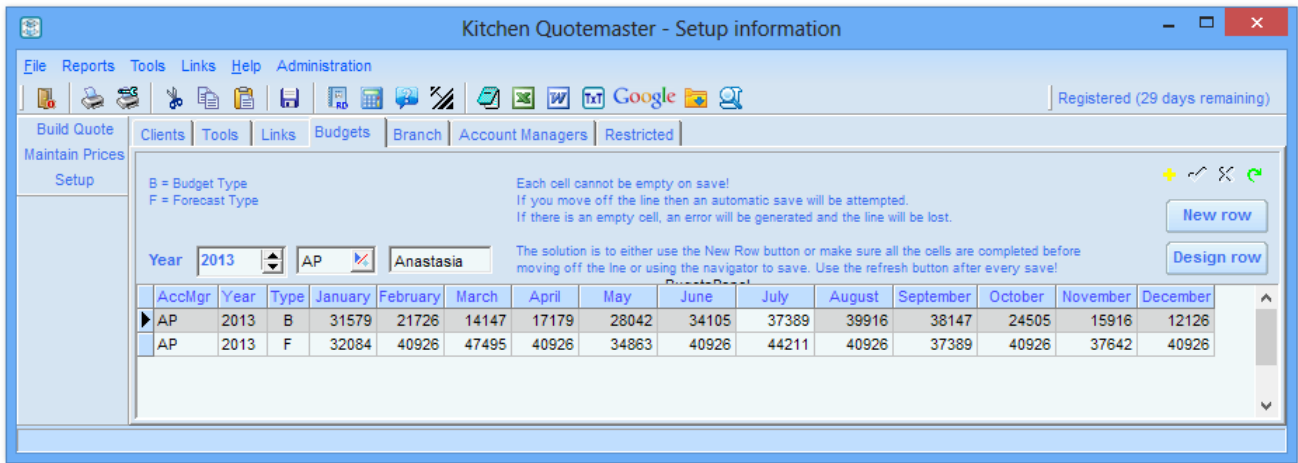 Kitchen Quotemaster - Setup information
File Reports Tools Links Help Administration
RD W TxT Google Registered (29 days remaining)
Build Quote
Maintain Prices
Setup
Clients Tools Links Budgets Branch Account Managers Restricted
B = Budget Type
F = Forecast Type
Each cell cannot be empty on save!
If you move off the line then an automatic save will be attempted.
If there is an empty cell, an error will be generated and the line will be lost.
New row
The solution is to either use the New Row button or make sure all the cells are completed before
moving off the lne or using the navigator to save. Use the refresh button after every save!
Design row
Year 2013 AP Anastasia
AccMgr Year Type January February March April May June July August September October November December
AP 2013 B 31579 21726 14147 17179 28042 34105 37389 39916 38147 24505 15916 12126
AP 2013 F 32084 40926 47495 40926 34863 40926 44211 40926 37389 40926 37642 40926